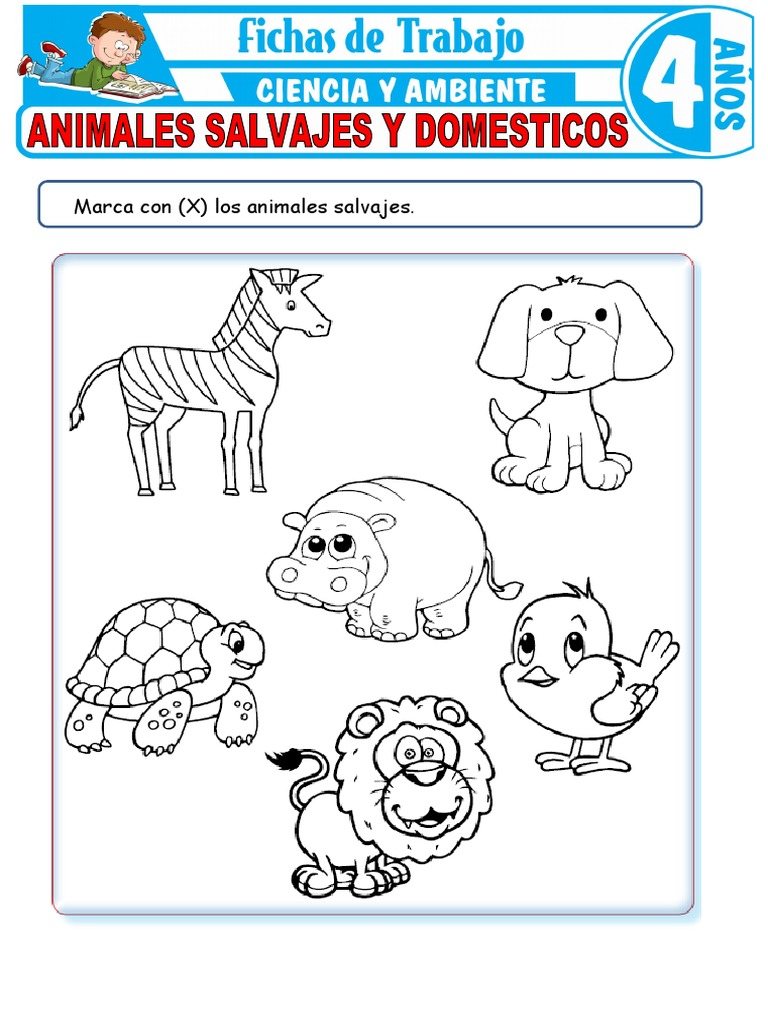 Fichas de Trabajo
CIENCIA Y AMBIENTE
4 AÑOS
ANIMALES SALVAJES Y DOMESTICOS
Marca con (X) los animales salvajes.